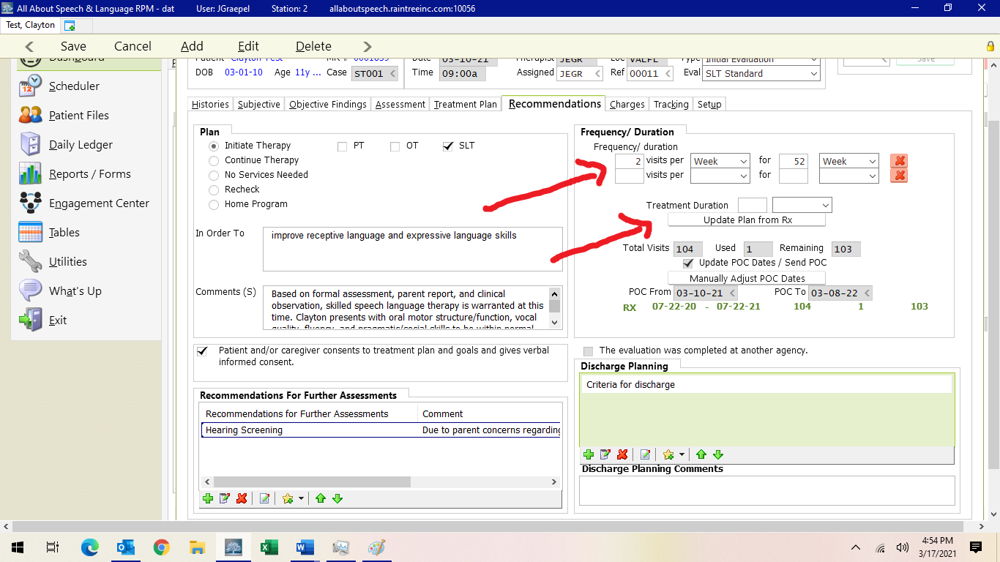 All About Speech & Language RPM - dat User: JGraepel Station: 2 allaboutspeech.raintreeinc.com:10056
Test, Clayton
Save Cancel Add Edit Delete
Dashboard
Scheduler
Patient Files
Daily Ledger
Reports / Forms
Engagement Center
Tables
Utilities
What's Up
Exit
Patient Clayton Test MR # 0001859 Date 03-10-21 Therapist JEGR Loc VALFL Type Initial Evaluation
DOB 03-01-10 Age 11y ... Case ST001 Time 09:00a Assigned JEGR Ref 00011 Eval SLT Standard
Save
Histories Subjective Objective Findings Assessment Treatment Plan Recommendations Charges Tracking Setup
Plan
Initiate Therapy PT OT SLT
Continue Therapy
No Services Needed
Recheck
Home Program
In Order To improve receptive language and expressive language skills
Comments (S) Based on formal assessment, parent report, and clinical
observation, skilled speech language therapy is warranted at this
time. Clayton presents with oral motor structure/function, vocal
quality, fluency, and pragmatic/social skills to be within normal
Patient and/or caregiver consents to treatment plan and goals and gives verbal
informed consent.
Recommendations For Further Assessments
Recommendations for Further Assessments Comment
Hearing Screening Due to parent concerns regarding
Frequency/ Duration
Frequency/ duration
2 visits per Week for 52 Week
visits per for
Treatment Duration
Update Plan from Rx
Total Visits 104 Used 1 Remaining 103
Update POC Dates / Send POC
Manually Adjust POC Dates
POC From 03-10-21 POC To 03-08-22
RX 07-22-20 - 07-22-21 104 1 103
The evaluation was completed at another agency.
Discharge Planning
Criteria for discharge
Discharge Planning Comments
4:54 PM
3/17/2021